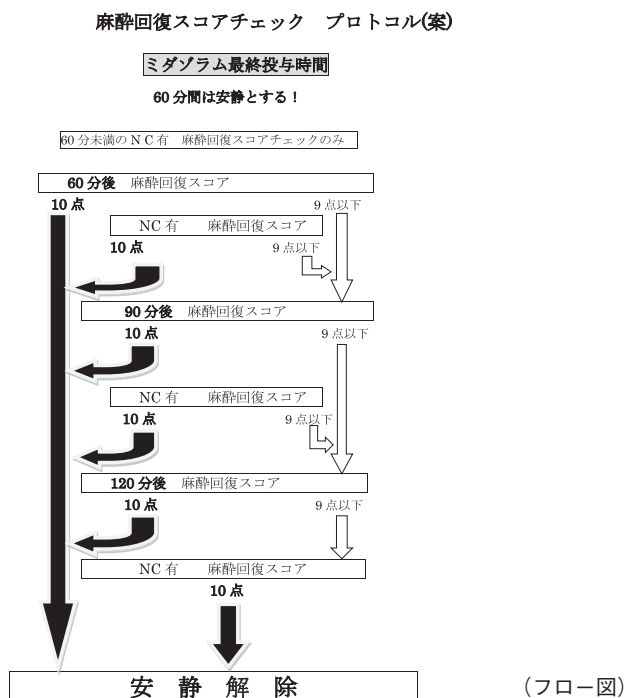 麻酔回復スコアチェック　プロトコル(案)
ミダゾラム最終投与時間
60分間は安静とする！
60分未満のNC有　麻酔回復スコアチェックのみ
60分後　麻酔回復スコア
10点　9点以下
NC有　麻酔回復スコア
10点　9点以下
90分後　麻酔回復スコア
10点　9点以下
NC有　麻酔回復スコア
10点　9点以下
120分後　麻酔回復スコア
10点　9点以下
NC有　麻酔回復スコア
10点
安　静　解　除
（フロー図）